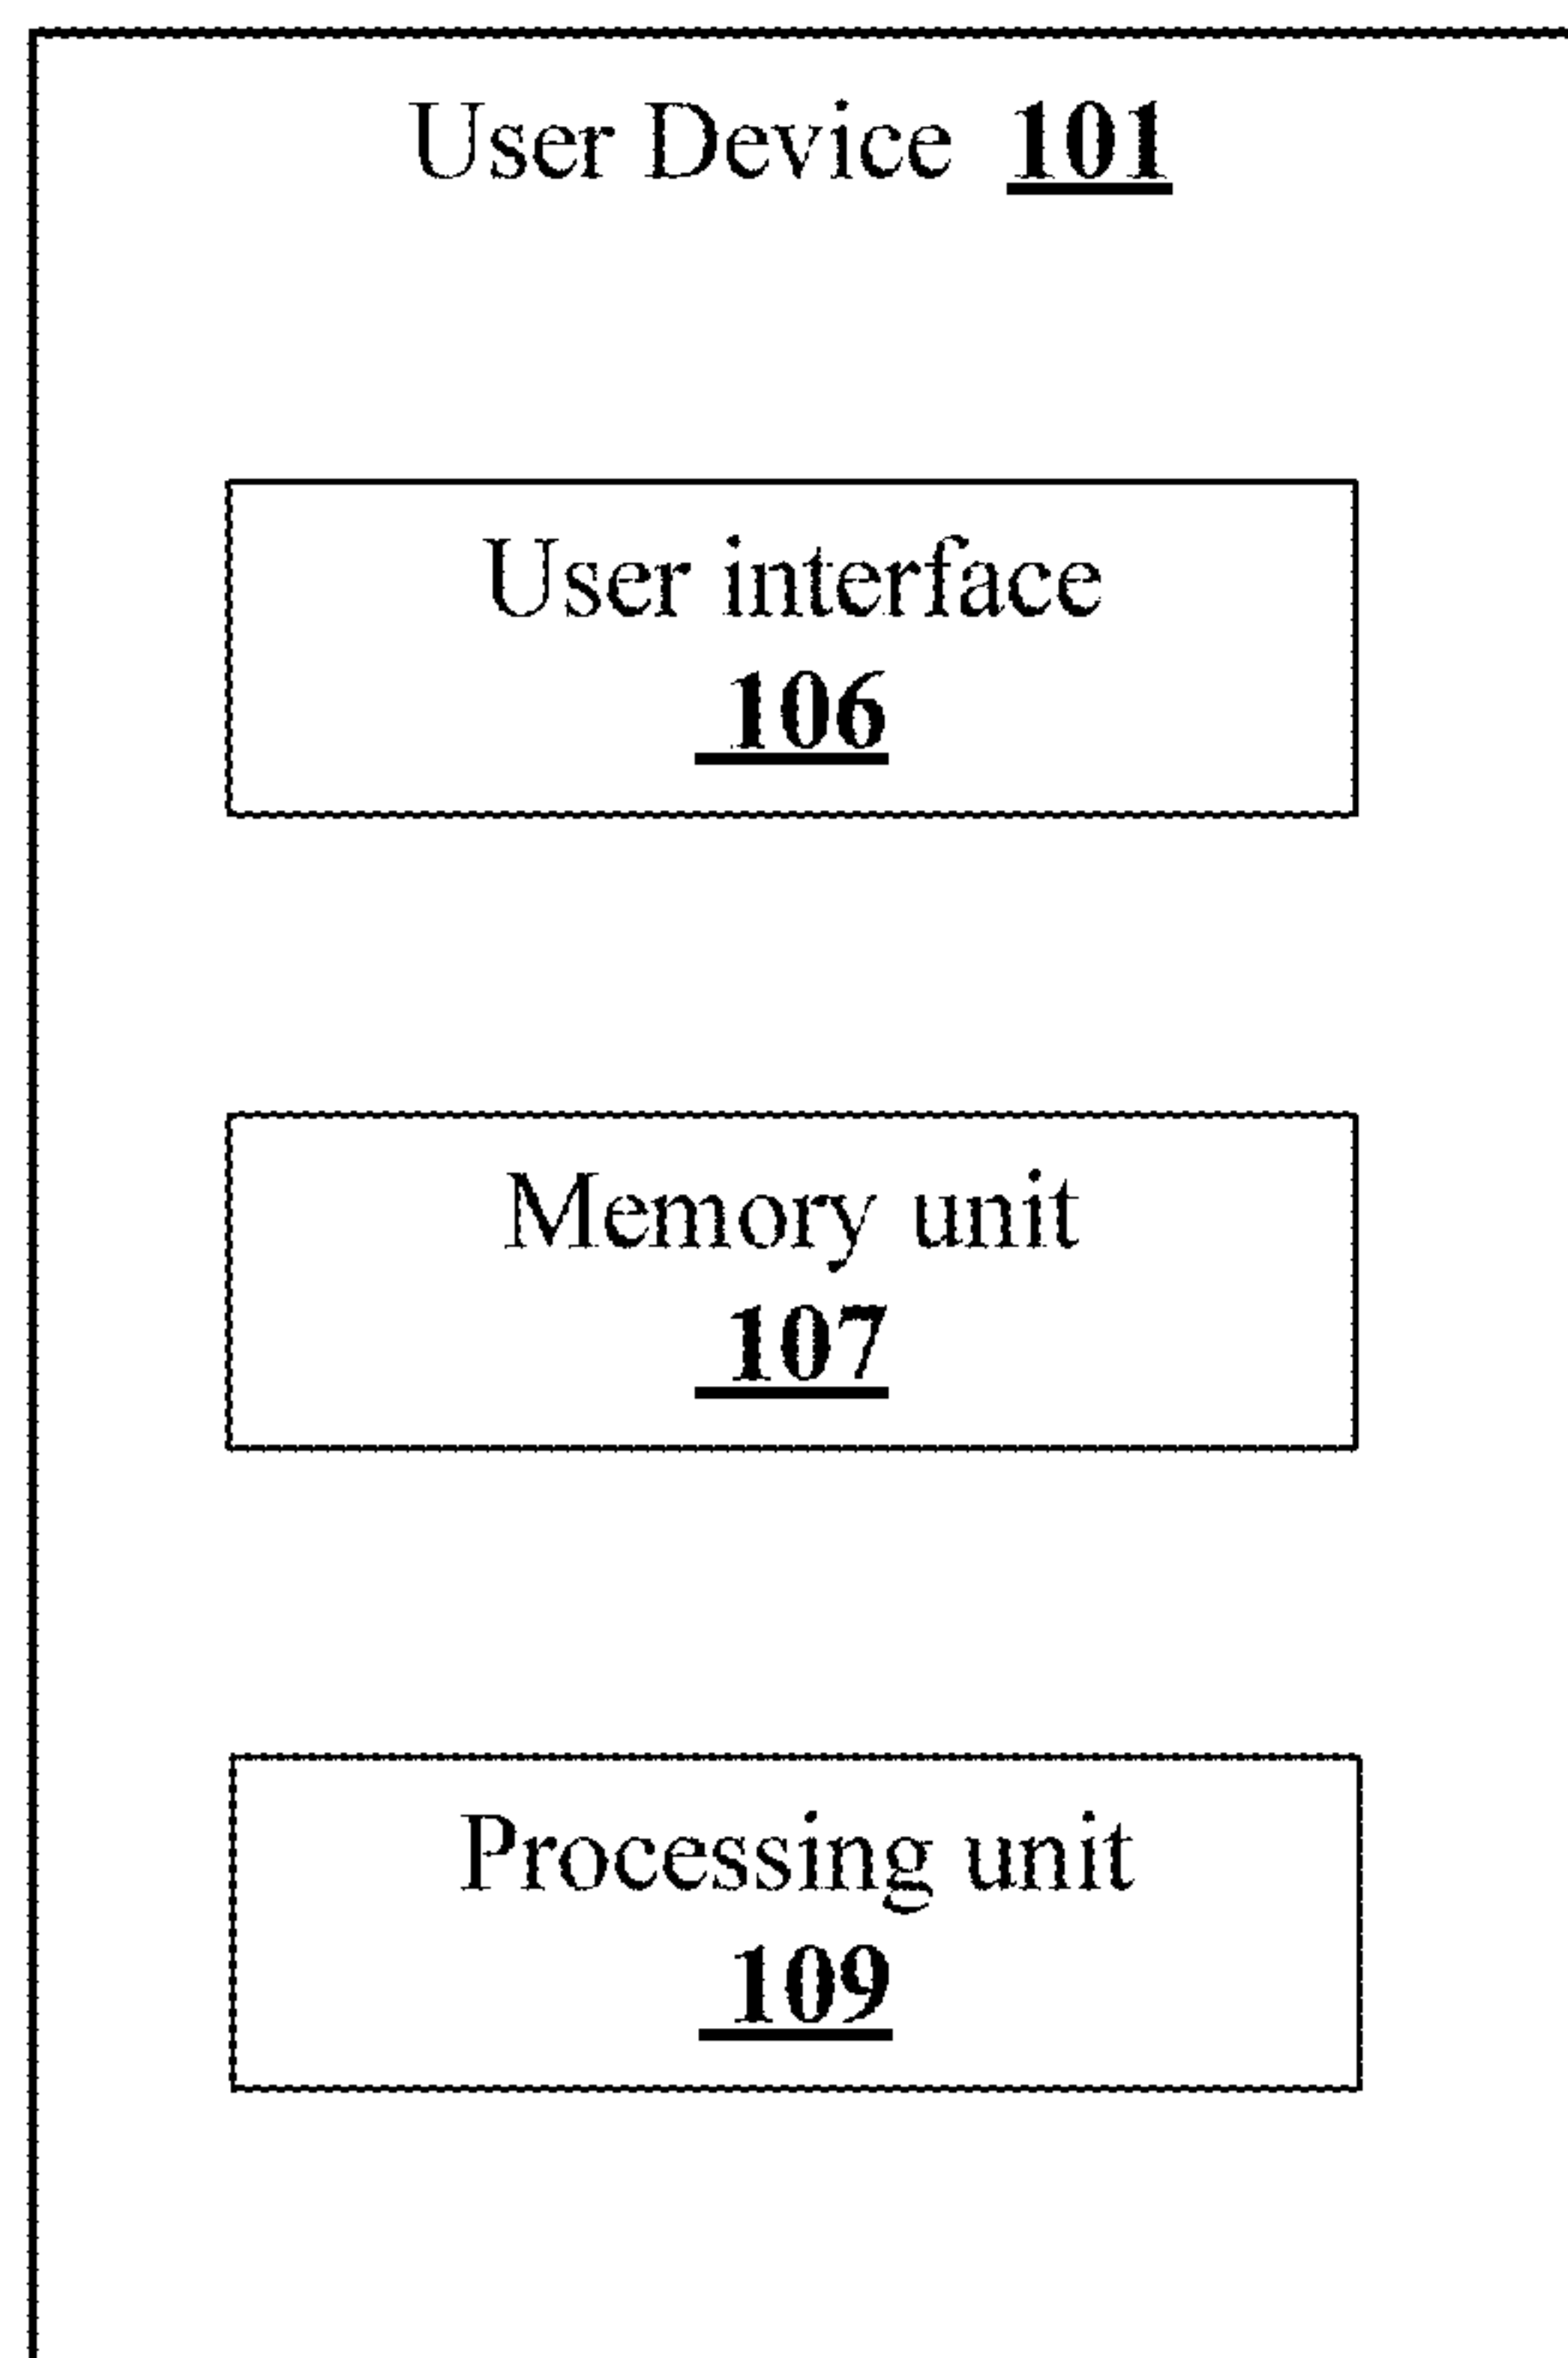 User Device 101
User interface
106
Memory unit
107
Processing unit
109